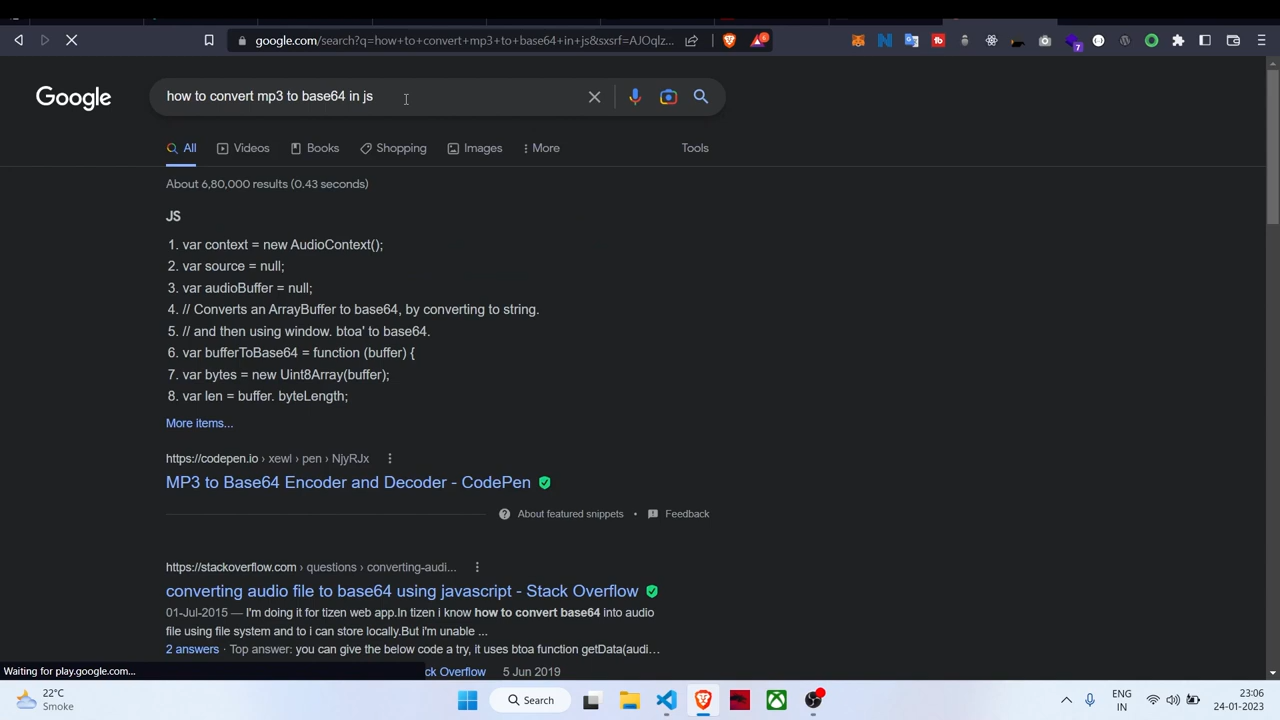 google.com/search?q=how+to+convert+mp3+to+base64+in+js&sxsrf=AJOqlz...
6
7
Google
how to convert mp3 to base64 in js
All
Videos
Books
Shopping
Images
More
Tools
About 6,80,000 results (0.43 seconds)
JS
1. var context = new AudioContext();
2. var source = null;
3. var audioBuffer = null;
4. // Converts an ArrayBuffer to base64, by converting to string.
5. // and then using window. btoa' to base64.
6. var bufferToBase64 = function (buffer) {
7. var bytes = new Uint8Array(buffer);
8. var len = buffer. byteLength;
More items...
https://codepen.io › xewl › pen › NjyRJx
MP3 to Base64 Encoder and Decoder - CodePen
About featured snippets • Feedback
https://stackoverflow.com › questions › converting-audi...
converting audio file to base64 using javascript - Stack Overflow
01-Jul-2015 — I'm doing it for tizen web app.In tizen i know how to convert base64 into audio
file using file system and to i can store locally.But i'm unable ...
2 answers · Top answer: you can give the below code a try, it uses btoa function getData(audi...
Waiting for play.google.com...
ck Overflow 5 Jun 2019
22°C
Smoke
Search
ENG
IN
23:06
24-01-2023